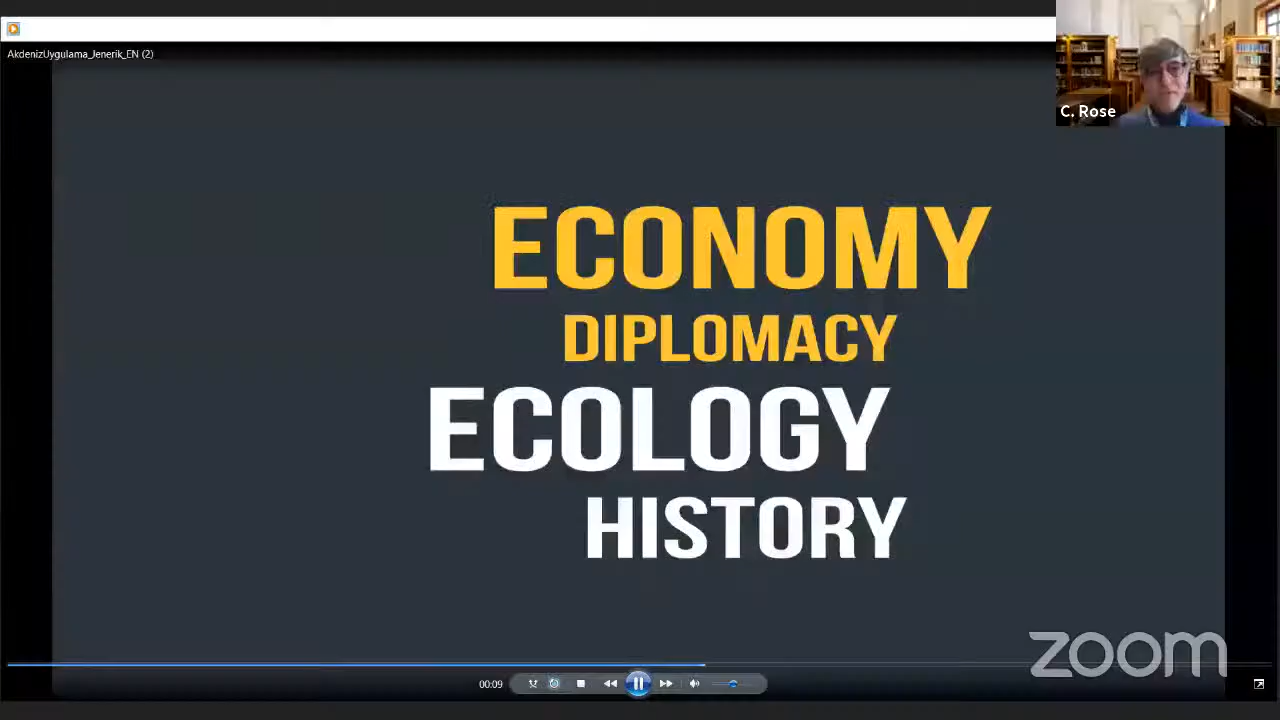 AkdenizUygulama_Jenerik_EN (2)
C. Rose
ECONOMY
DIPLOMACY
ECOLOGY
HISTORY
zoom
00:09